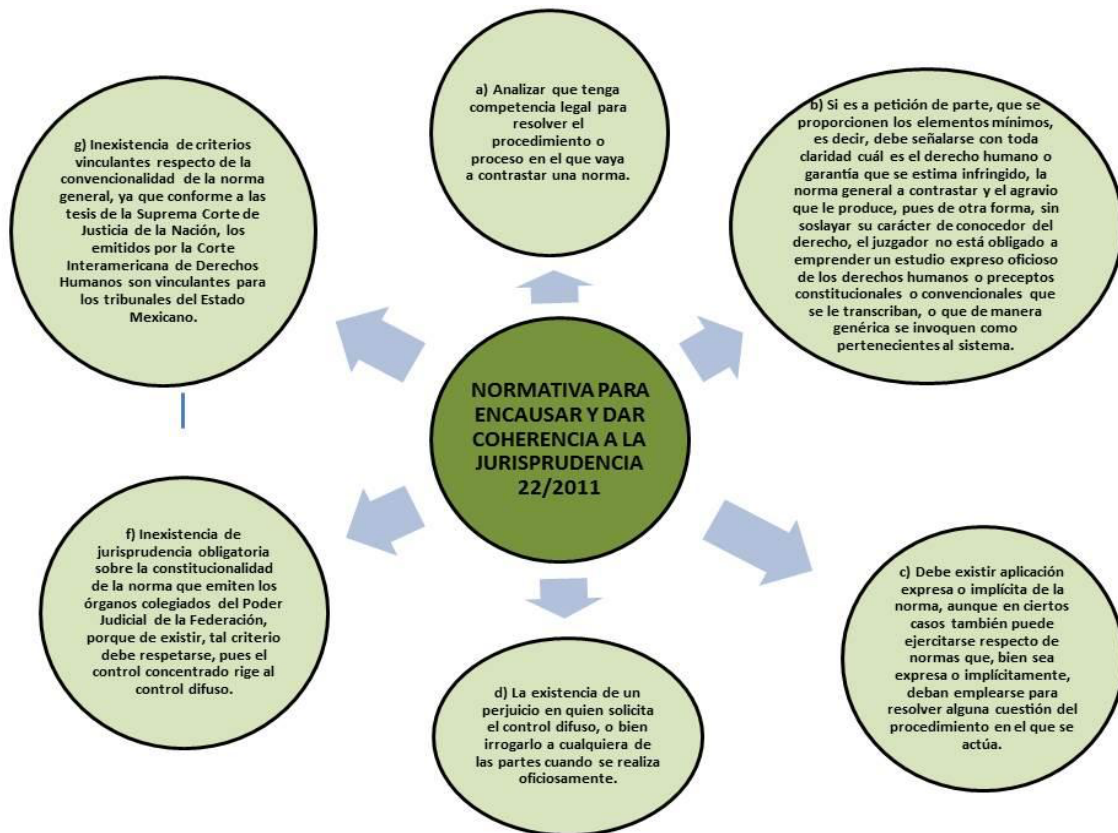 a) Analizar que tenga
competencia legal para
resolver el
procedimiento o
proceso en el que vaya
a contrastar una norma.
b) Si es a petición de parte, que se
proporcionen los elementos mínimos,
es decir, debe señalarse con toda
claridad cuál es el derecho humano o
garantía que se estima infringido, la
norma general a contrastar y el agravio
que le produce, pues de otra forma, sin
soslayar su carácter de conocedor del
derecho, el juzgador no está obligado a
emprender un estudio expreso oficioso
de los derechos humanos o preceptos
constitucionales o convencionales que
se le transcriban, o que de manera
genérica se invoquen como
pertenecientes al sistema.
c) Debe existir aplicación
expresa o implícita de la
norma, aunque en ciertos
casos también puede
ejercitarse respecto de
normas que, bien sea
expresa o implícitamente,
deban emplearse para
resolver alguna cuestión del
procedimiento en el que se
actúa.
d) La existencia de un
perjuicio en quien solicita
el control difuso, o bien
irrogarlo a cualquiera de
las partes cuando se realiza
oficiosamente.
f) Inexistencia de
jurisprudencia obligatoria
sobre la constitucionalidad
de la norma que emiten los
órganos colegiados del Poder
Judicial de la Federación,
porque de existir, tal criterio
debe respetarse, pues el
control concentrado rige al
control difuso.
g) Inexistencia de criterios
vinculantes respecto de la
convencionalidad de la norma
general, ya que conforme a las
tesis de la Suprema Corte de
Justicia de la Nación, los
emitidos por la Corte
Interamericana de Derechos
Humanos son vinculantes para
los tribunales del Estado
Mexicano.
NORMATIVA PARA
ENCAUSAR Y DAR
COHERENCIA A LA
JURISPRUDENCIA
22/2011